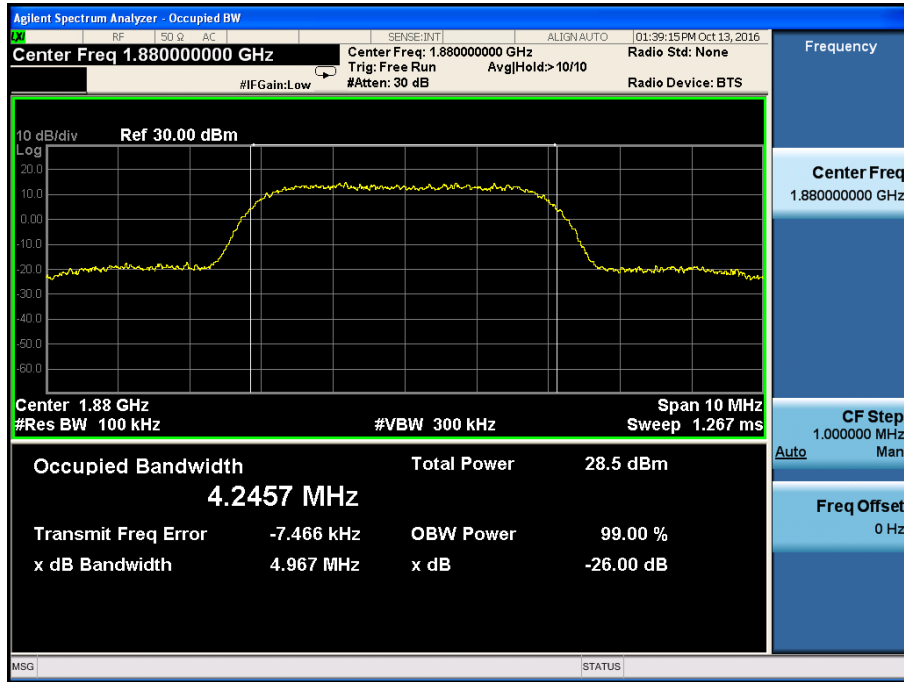 Agilent Spectrum Analyzer - Occupied BW
LXI RF 50 Ω AC SENSE:INT ALIGN AUTO 01:39:15 PM Oct 13, 2016
Center Freq 1.880000000 GHz Center Freq: 1.880000000 GHz Radio Std: None
Trig: Free Run Avg|Hold:>10/10
#IFGain:Low #Atten: 30 dB Radio Device: BTS
Frequency
10 dB/div Ref 30.00 dBm
Log
20.0
10.0
0.00
-10.0
-20.0
-30.0
-40.0
-50.0
-60.0
Center 1.88 GHz Span 10 MHz
#Res BW 100 kHz #VBW 300 kHz Sweep 1.267 ms
Occupied Bandwidth Total Power 28.5 dBm
4.2457 MHz
Transmit Freq Error -7.466 kHz OBW Power 99.00 %
x dB Bandwidth 4.967 MHz x dB -26.00 dB
Center Freq
1.880000000 GHz
CF Step
1.000000 MHz
Auto Man
Freq Offset
0 Hz
MSG STATUS